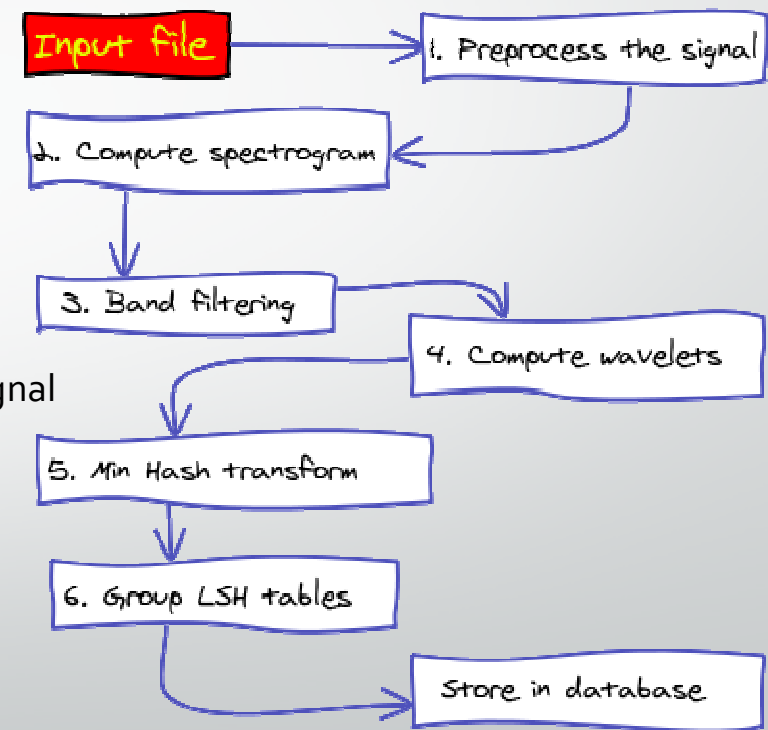 Input file
1. Preprocess the signal
2. Compute spectrogram
3. Band filtering
4. Compute wavelets
gnal
5. Min Hash transform
6. Group LSH tables
Store in database